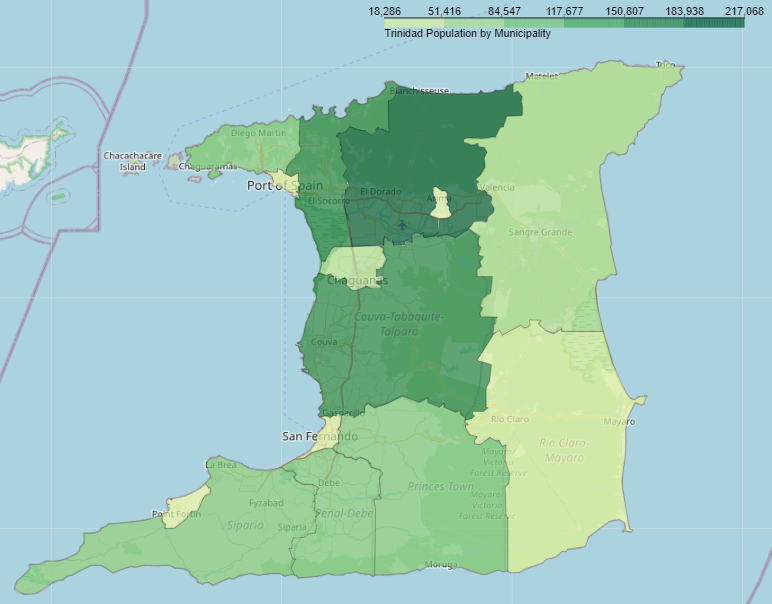 18,286 51,416 84,547 117,677 150,807 183,938 217,068
Trinidad Population by Municipality
Toco
Matelot
Blanchisseuse
Diego Martin
Chacachacare
Island
Chaguaramas
Port of Spain
El Dorado
Arima
Valencia
El Socorro
Sangre Grande
Chaguanas
Couva-Tabaquite-
Talparo
Couva
Gasparillo
San Fernando
Rio Claro
Mayaro
Rio Claro-
Mayaro
La Brea
Mayaro/
Victoria
Forest Reserve
Debe
Princes Town
Fyzabad
Mayaro/
Victoria
Forest Reserve
Point Fortin
Penal-Debe
Siparia
Siparia
Moruga